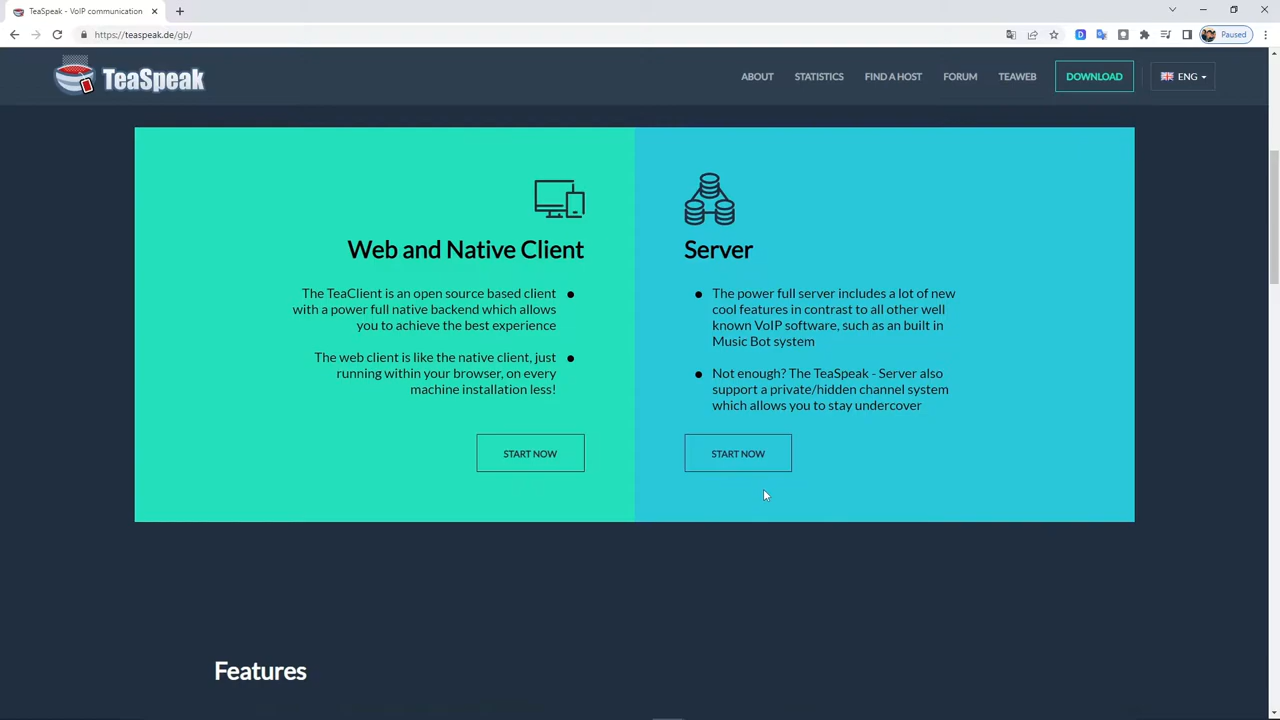 TeaSpeak - VoIP communication
https://teaspeak.de/gb/
Paused
TeaSpeak
ABOUT
STATISTICS
FIND A HOST
FORUM
TEAWEB
DOWNLOAD
ENG
Web and Native Client
The TeaClient is an open source based client
with a power full native backend which allows
you to achieve the best experience
The web client is like the native client, just
running within your browser, on every
machine installation less!
START NOW
Server
The power full server includes a lot of new
cool features in contrast to all other well
known VoIP software, such as an built in
Music Bot system
Not enough? The TeaSpeak - Server also
support a private/hidden channel system
which allows you to stay undercover
START NOW
Features